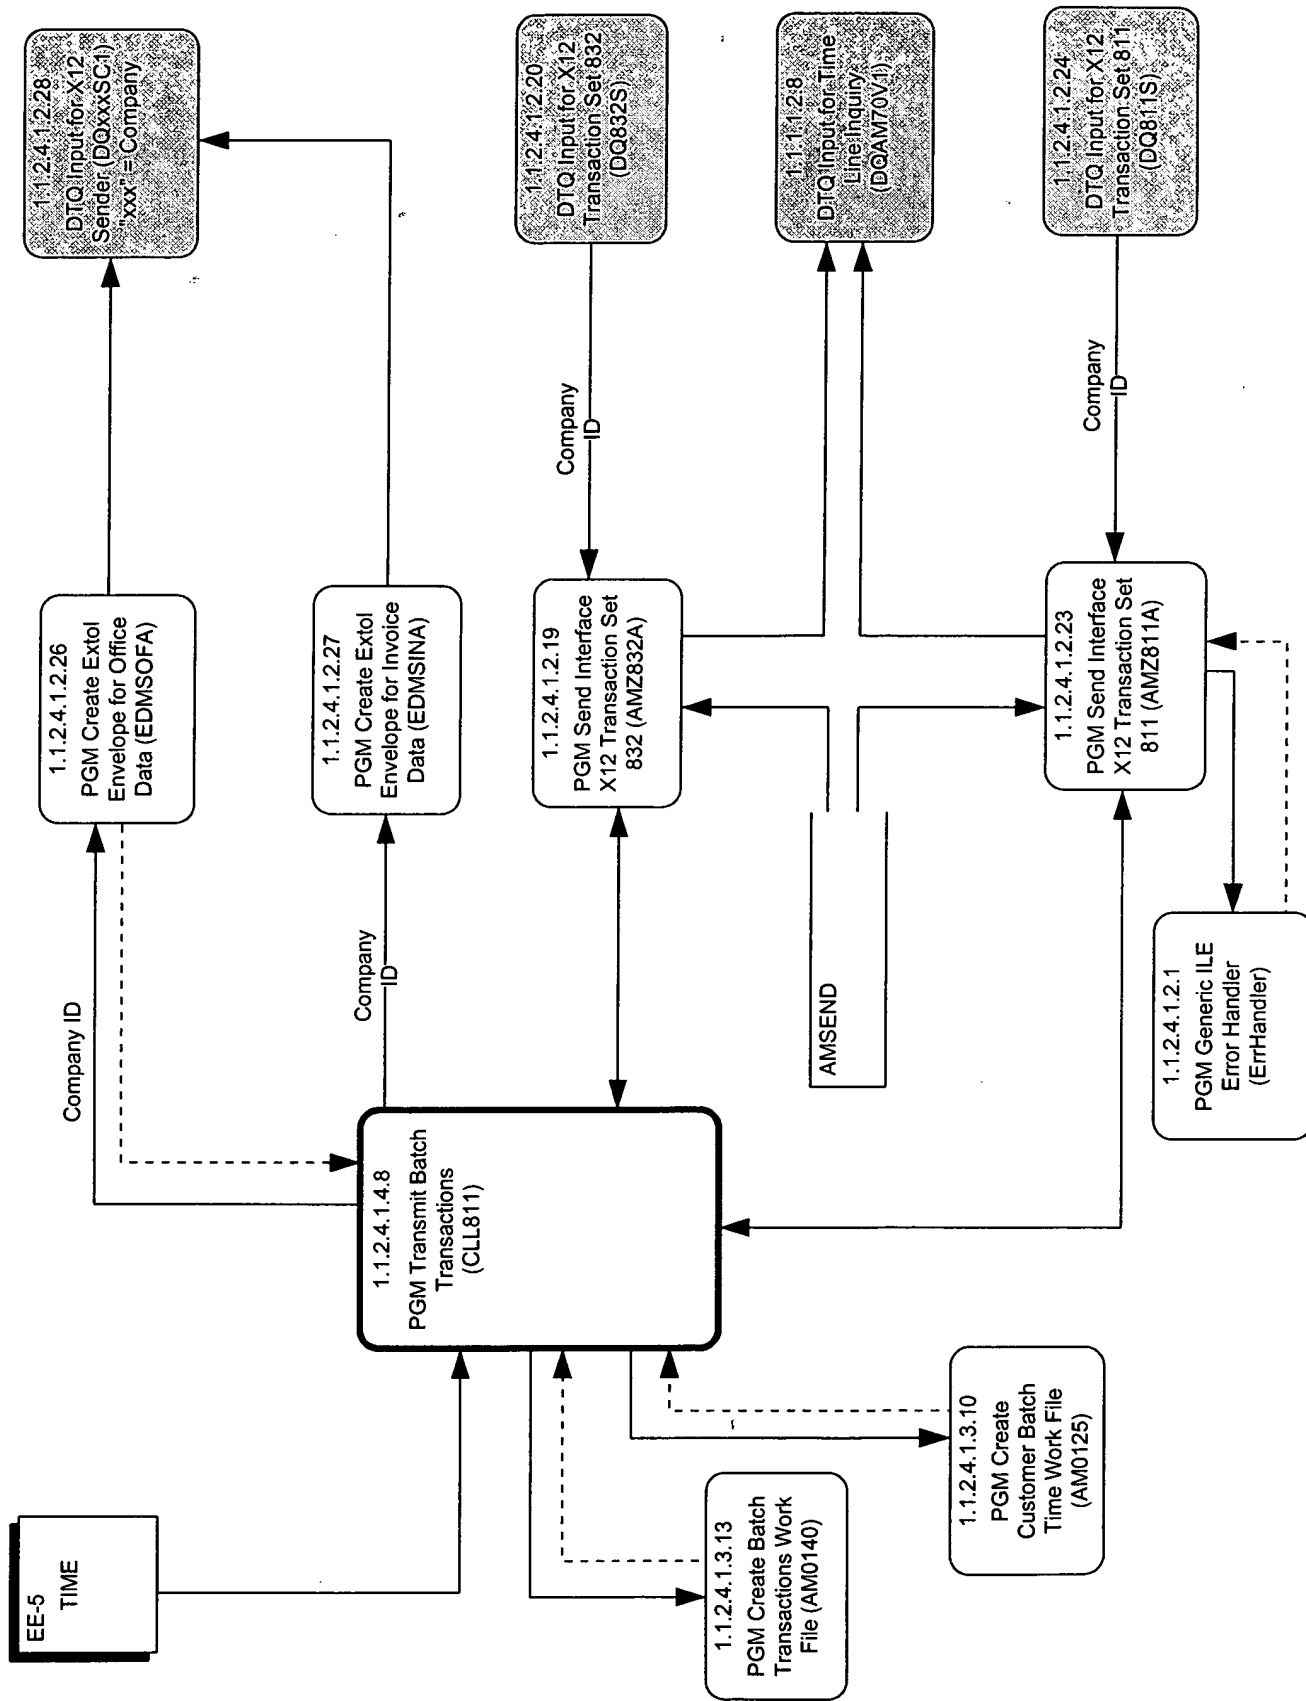 EE-5
TIME
1.1.2.4.1.3.13
PGM Create Batch
Transactions Work
File (AM0140)
1.1.2.4.1.3.10
PGM Create
Customer Batch
Time Work File
(AM0125)
1.1.2.4.1.4.8
PGM Transmit Batch
Transactions
(CLL811)
Company ID
Company
ID
AMSEND
1.1.2.4.1.2.1
PGM Generic ILE
Error Handler
(ErrHandler)
1.1.2.4.1.2.26
PGM Create Extol
Envelope for Office
Data (EDMSOFA)
1.1.2.4.1.2.27
PGM Create Extol
Envelope for Invoice
Data (EDMSINA)
1.1.2.4.1.2.19
PGM Send Interface
X12 Transaction Set
832 (AMZ832A)
1.1.2.4.1.2.23
PGM Send Interface
X12 Transaction Set
811 (AMZ811A)
Company
ID
Company
ID
1.1.2.4.1.2.28
DTQ Input for X12
Sender (DQxxxSC1)
"xxx" = Company
1.1.2.4.1.2.20
DTQ Input for X12
Transaction Set 832
(DQ832S)
1.1.1.1.2.8
DTQ Input for Time
Line Inquiry
(DQAM70V1)
1.1.2.4.1.2.24
DTQ Input for X12
Transaction Set 811
(DQ811S)